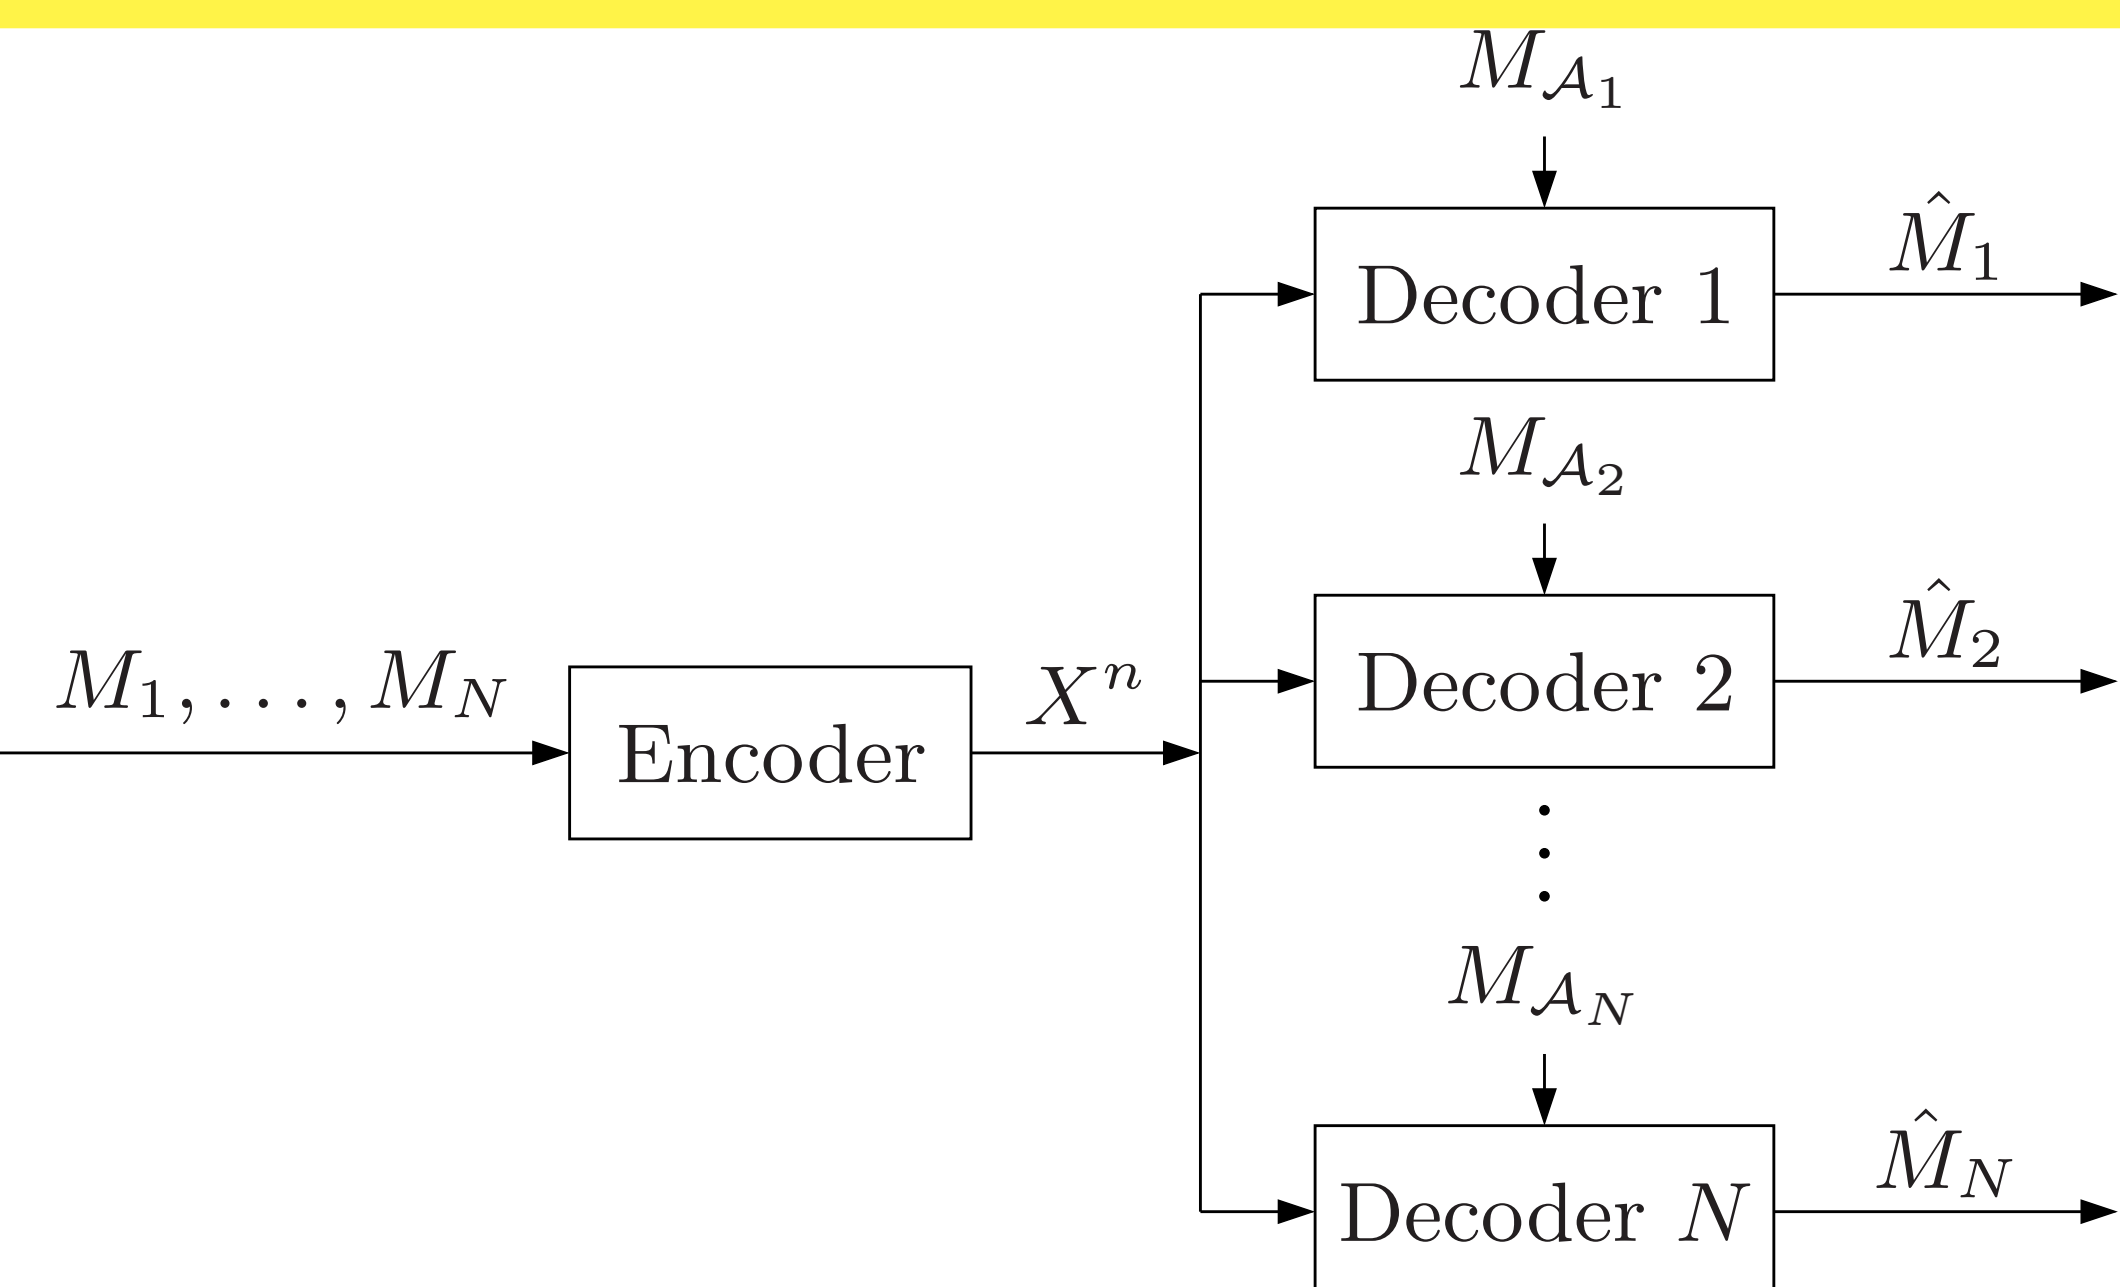 $M_{\mathcal{A}_1}$
$\hat{M}_1$
Decoder 1
$M_{\mathcal{A}_2}$
$\hat{M}_2$
Decoder 2
$M_1, \ldots, M_N$
$X^n$
Encoder
$M_{\mathcal{A}_N}$
$\hat{M}_N$
Decoder $N$